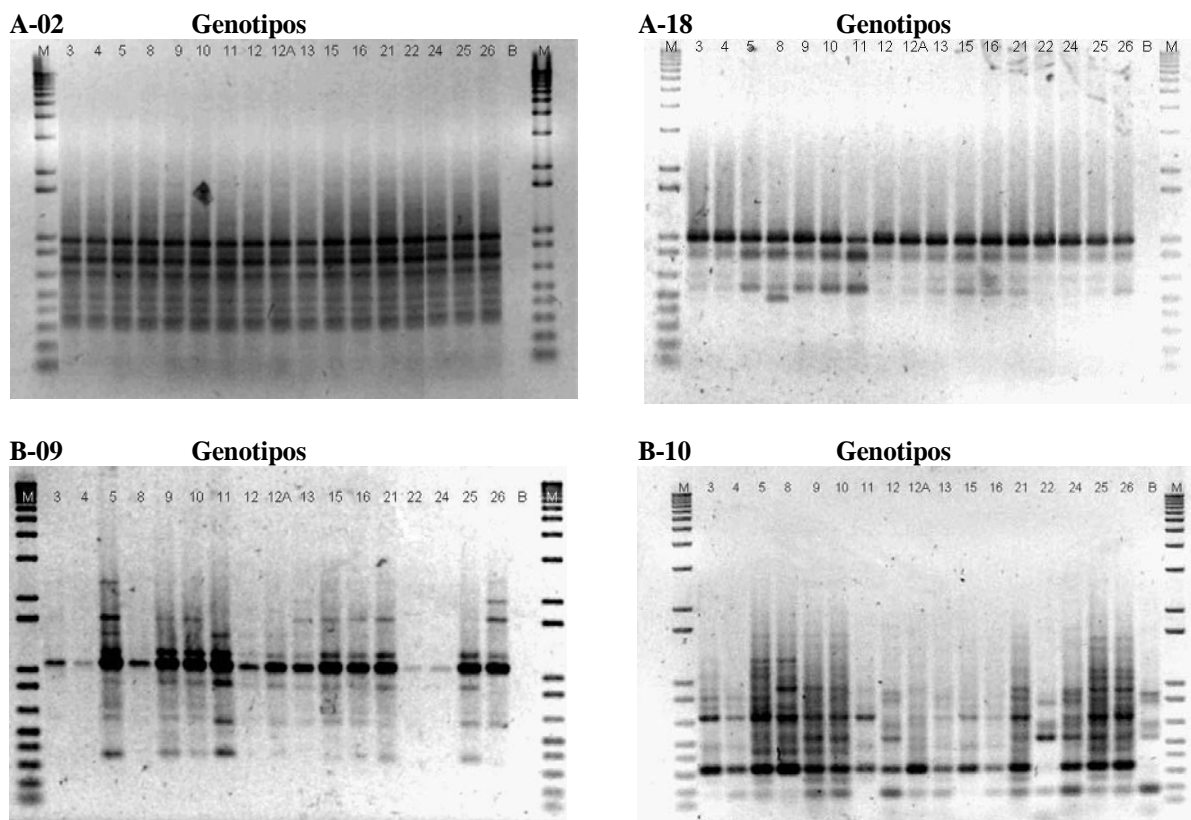 A-02 Genotipos
M 3 4 5 8 9 10 11 12 12A 13 15 16 21 22 24 25 26 B M
A-18 Genotipos
3 4 5 8 9 10 11 12 12A 13 15 16 21 22 24 25 26 B M
M
B-09 Genotipos
M 3 4 5 8 9 10 11 12 12A 13 15 16 21 22 24 25 26 B M
B-10 Genotipos
M 3 4 5 8 9 10 11 12 12A 13 15 16 21 22 24 25 26 B M